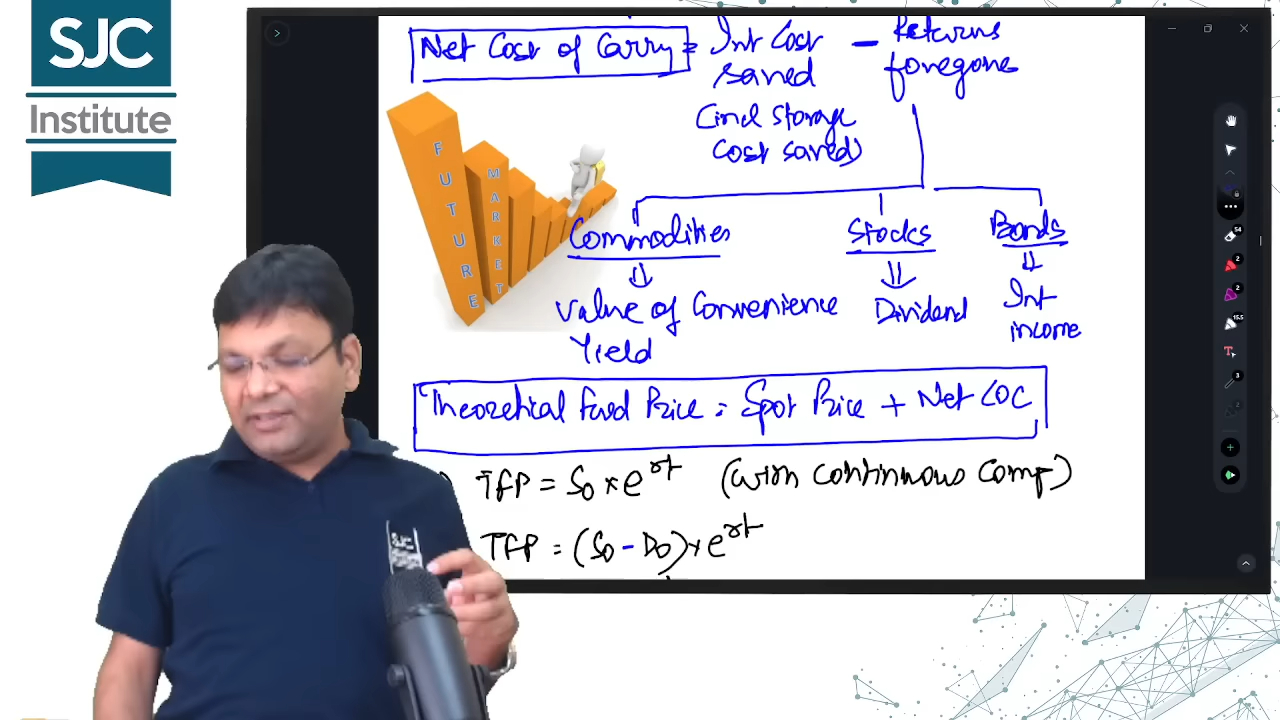 SJC
Institute
Net Cost of Carry = Int Cost saved (incl storage cost saved) - Returns foregone
FUTURE
MARKET
Commodities
Stocks
Bonds
Value of Convenience Yield
Dividend
Int income
Theoretical Fwd Price = Spot Price + Net COC
TFP = S0 × e^rt (with continuous comp)
TFP = (S0 - D0) × e^rt
SJC